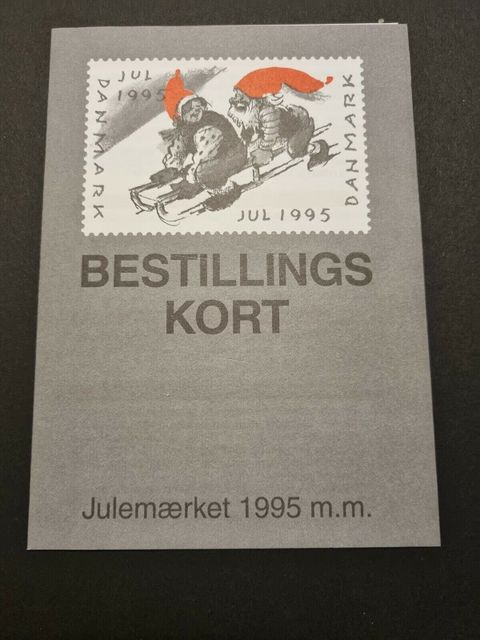 JUL
1995
DANMARK
DANMARK
JUL 1995
BESTILLINGS
KORT
Julemærket 1995 m.m.